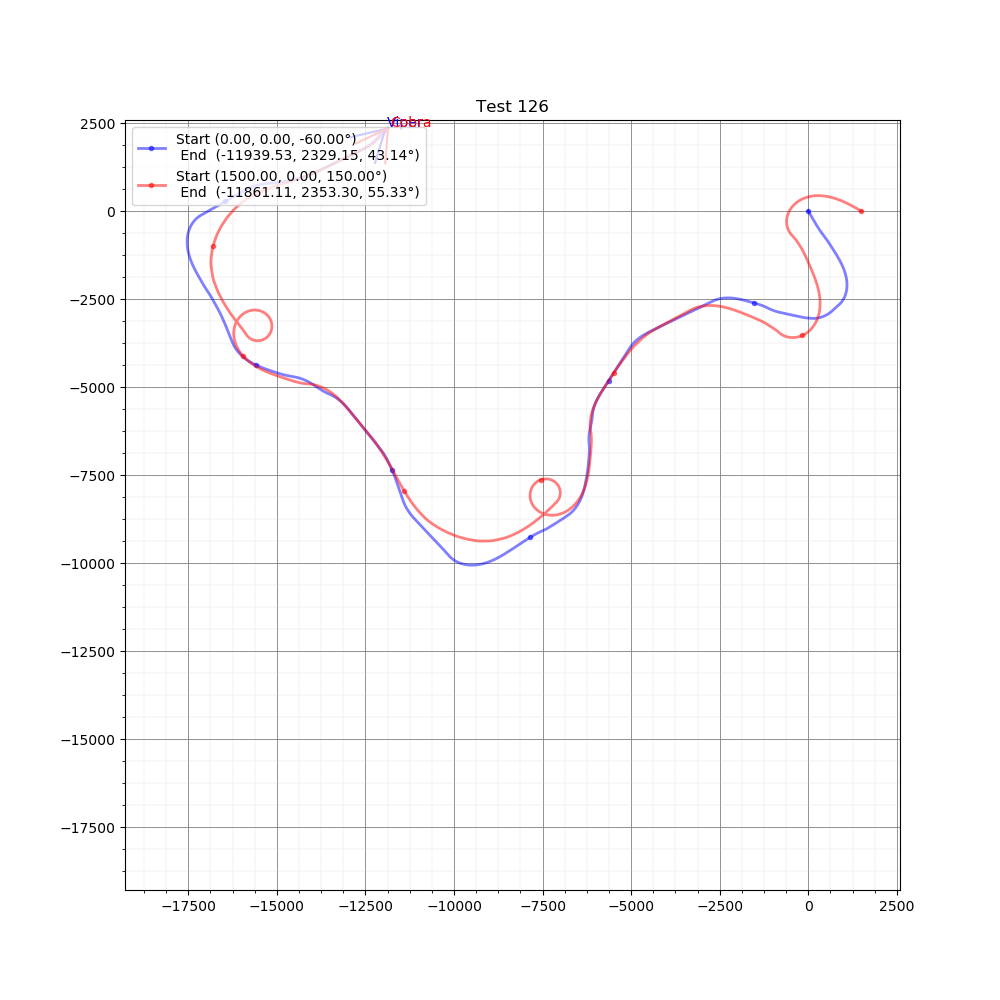 Test 126
Cobra
Start (0.00, 0.00, -60.00°)
End  (-11939.53, 2329.15, 43.14°)
Start (1500.00, 0.00, 150.00°)
End  (-11861.11, 2353.30, 55.33°)
2500
0
−2500
−5000
−7500
−10000
−12500
−15000
−17500
−17500 −15000 −12500 −10000 −7500 −5000 −2500 0 2500